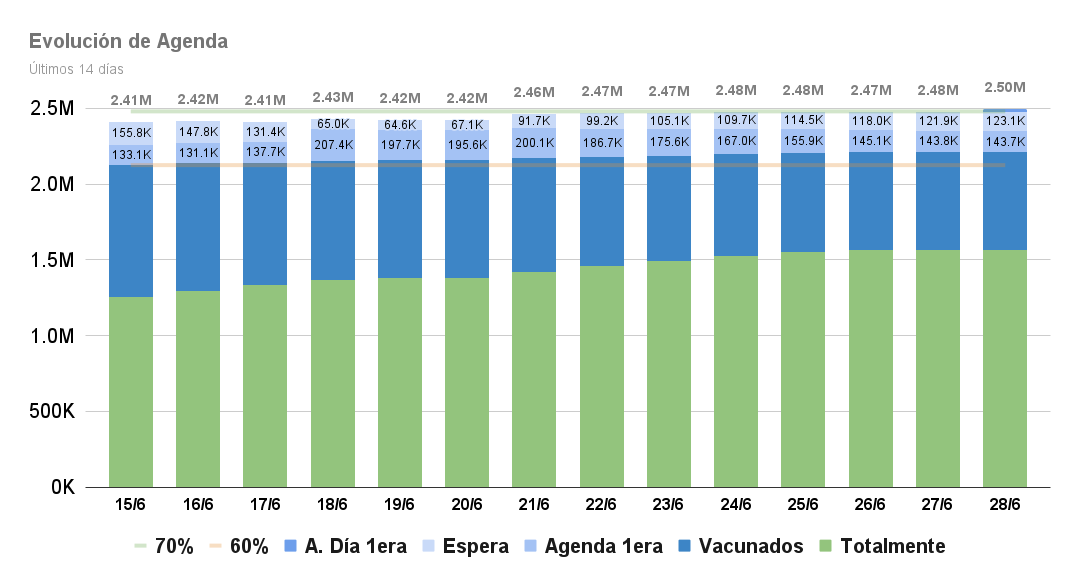 Evolución de Agenda
Últimos 14 días
2.41M 2.42M 2.41M 2.43M 2.42M 2.42M 2.46M 2.47M 2.47M 2.48M 2.48M 2.47M 2.48M 2.50M
2.5M
155.8K 147.8K 131.4K 65.0K 64.6K 67.1K 91.7K 99.2K 105.1K 109.7K 114.5K 118.0K 121.9K 123.1K
133.1K 131.1K 137.7K 207.4K 197.7K 195.6K 200.1K 186.7K 175.6K 167.0K 155.9K 145.1K 143.8K 143.7K
2.0M
1.5M
1.0M
500K
0K
15/6 16/6 17/6 18/6 19/6 20/6 21/6 22/6 23/6 24/6 25/6 26/6 27/6 28/6
70% 60% A. Día 1era Espera Agenda 1era Vacunados Totalmente